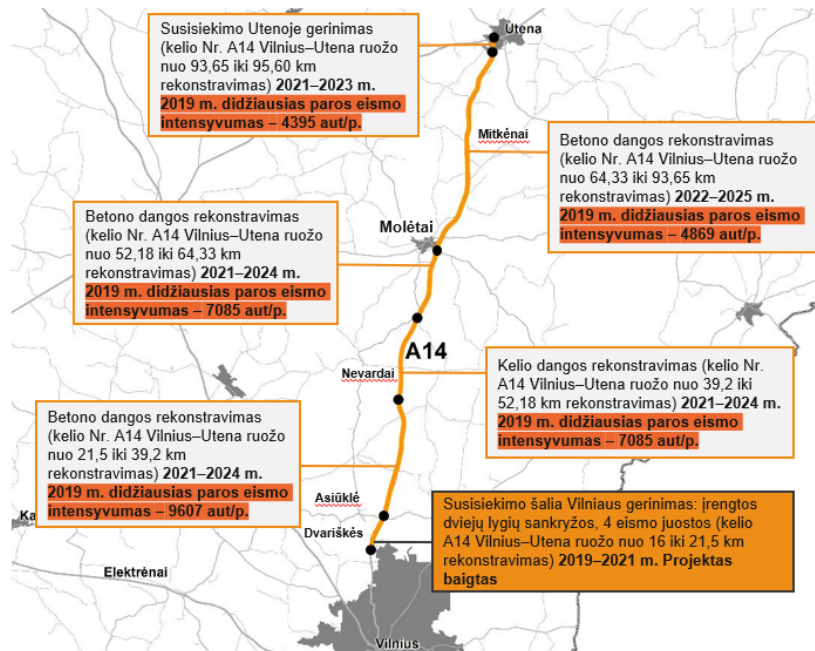 Susisiekimo Utenoje gerinimas
(kelio Nr. A14 Vilnius–Utena ruožo
nuo 93,65 iki 95,60 km
rekonstravimas) 2021–2023 m.
2019 m. didžiausias paros eismo
intensyvumas – 4395 aut/p.
Utena
Mitkėnai
Betono dangos rekonstravimas
(kelio Nr. A14 Vilnius–Utena ruožo
nuo 64,33 iki 93,65 km
rekonstravimas) 2022–2025 m.
2019 m. didžiausias paros eismo
intensyvumas – 4869 aut/p.
Betono dangos rekonstravimas
(kelio Nr. A14 Vilnius–Utena ruožo
nuo 52,18 iki 64,33 km
rekonstravimas) 2021–2024 m.
2019 m. didžiausias paros eismo
intensyvumas – 7085 aut/p.
Molėtai
A14
Nevardai
Kelio dangos rekonstravimas (kelio Nr.
A14 Vilnius–Utena ruožo nuo 39,2 iki
52,18 km rekonstravimas) 2021–2024 m.
2019 m. didžiausias paros eismo
intensyvumas – 7085 aut/p.
Betono dangos rekonstravimas
(kelio Nr. A14 Vilnius–Utena ruožo
nuo 21,5 iki 39,2 km
rekonstravimas) 2021–2024 m.
2019 m. didžiausias paros eismo
intensyvumas – 9607 aut/p.
Asiūklė
Dvariškės
Susisiekimo šalia Vilniaus gerinimas: įrengtos
dviejų lygių sankryžos, 4 eismo juostos (kelio
A14 Vilnius–Utena ruožo nuo 16 iki 21,5 km
rekonstravimas) 2019–2021 m. Projektas
baigtas
Elektrėnai
Vilnius